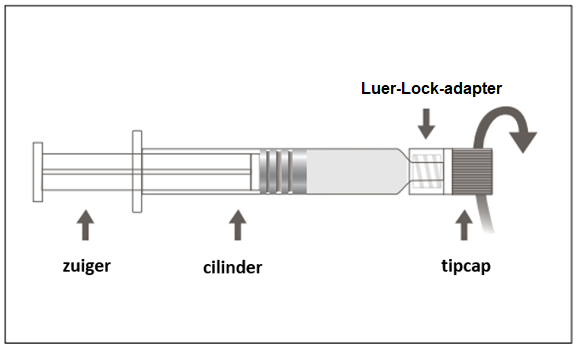 Luer-Lock-adapter
zuiger
cilinder
tipcap